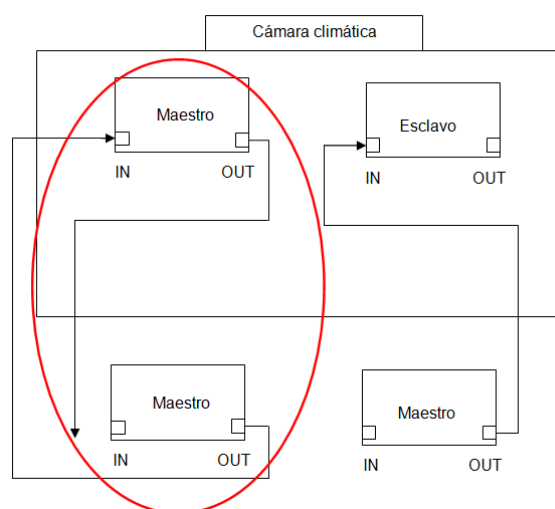 Cámara climática
Maestro
IN
OUT
Esclavo
IN
OUT
Maestro
IN
OUT
Maestro
IN
OUT